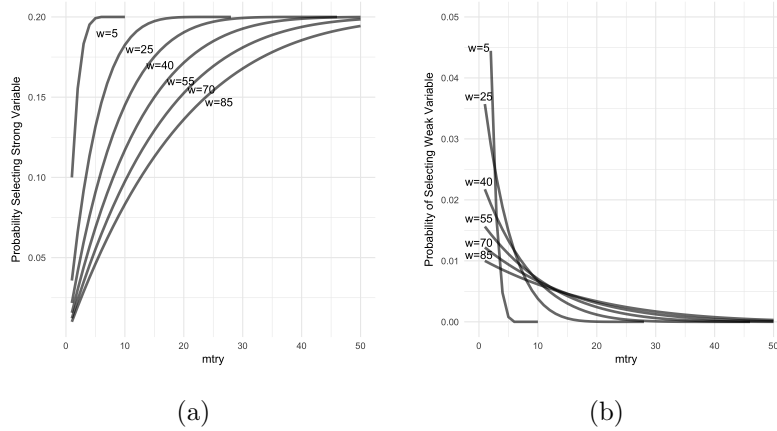 0.20
0.15
0.10
0.05
0 10 20 30 40 50
mtry
Probability Selecting Strong Variable
w=5
w=25
w=40
w=55
w=70
w=85
(a)
0.05
0.04
0.03
0.02
0.01
0.00
0 10 20 30 40 50
mtry
Probability of Selecting Weak Variable
w=5
w=25
w=40
w=55
w=70
w=85
(b)